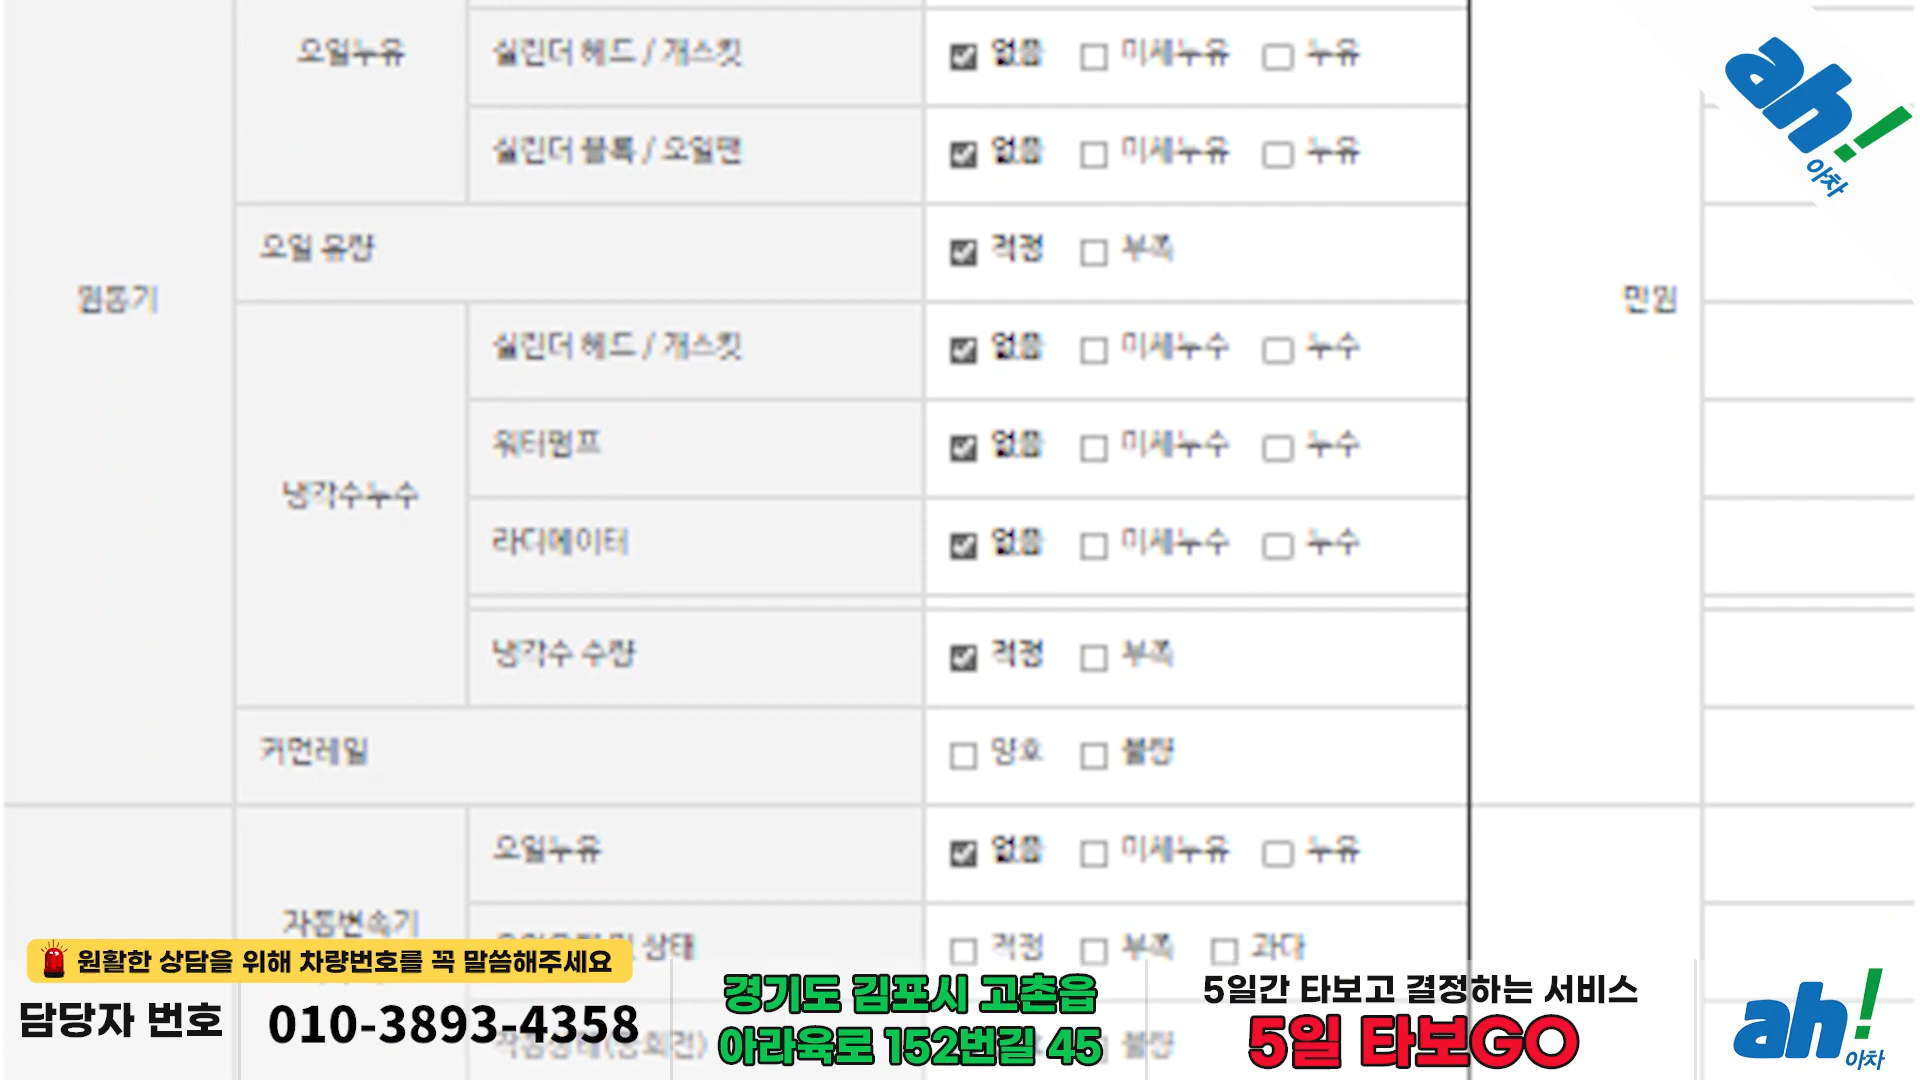 오일누유 실린더 헤드 / 개스킷 없음 미세누유 누유
실린더 블록 / 오일팬 없음 미세누유 누유
오일 유량 적정 부족
원동기 만원
실린더 헤드 / 개스킷 없음 미세누수 누수
워터펌프 없음 미세누수 누수
냉각수누수
라디에이터 없음 미세누수 누수
냉각수 수량 적정 부족
커먼레일 양호 불량
오일누유 없음 미세누유 누유
자동변속기
상태 적정 부족 과다
불량
ah!
아차
원활한 상담을 위해 차량번호를 꼭 말씀해주세요
담당자 번호 010-3893-4358
경기도 김포시 고촌읍
아라육로 152번길 45
5일간 타보고 결정하는 서비스
5일 타보GO
ah!
아차